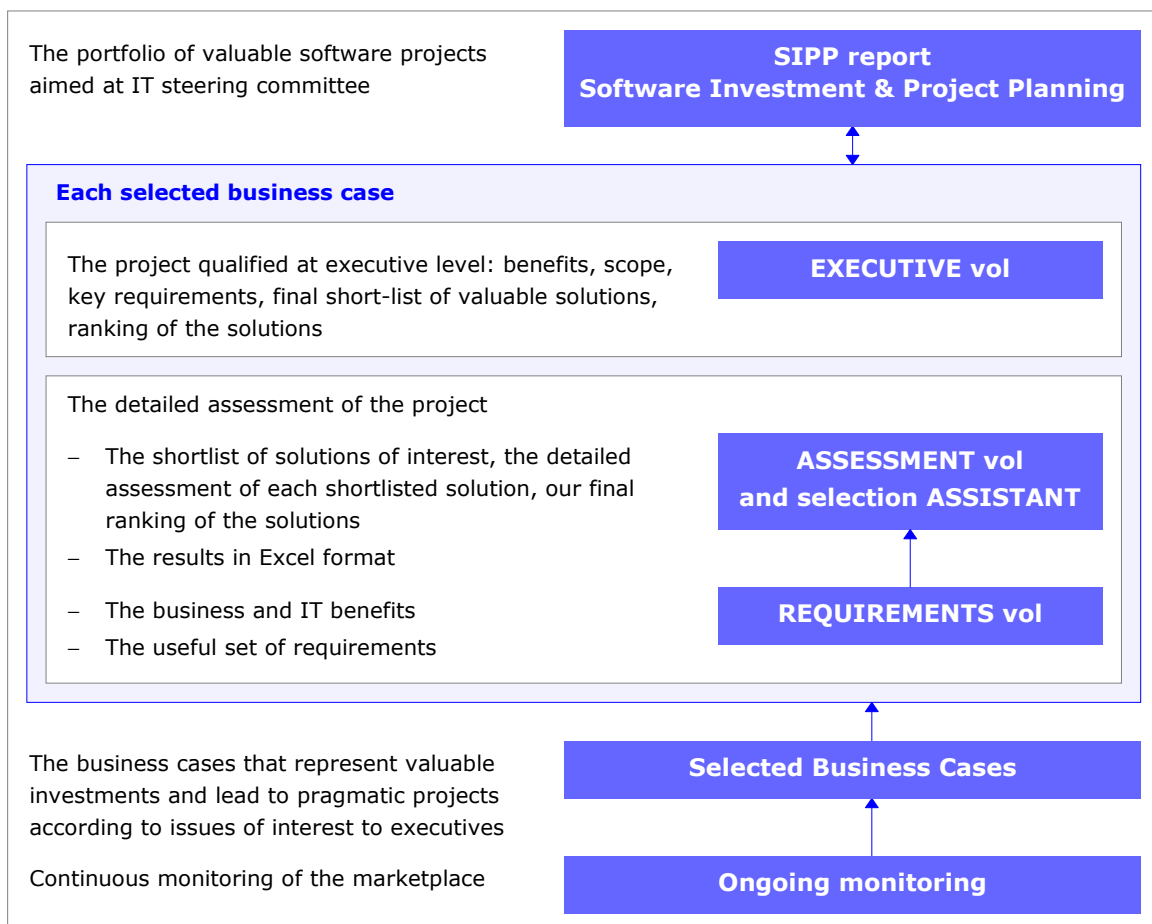 The portfolio of valuable software projects
aimed at IT steering committee
SIPP report
Software Investment & Project Planning
Each selected business case
The project qualified at executive level: benefits, scope,
key requirements, final short-list of valuable solutions,
ranking of the solutions
EXECUTIVE vol
The detailed assessment of the project
– The shortlist of solutions of interest, the detailed
assessment of each shortlisted solution, our final
ranking of the solutions
– The results in Excel format
ASSESSMENT vol
and selection ASSISTANT
– The business and IT benefits
– The useful set of requirements
REQUIREMENTS vol
The business cases that represent valuable
investments and lead to pragmatic projects
according to issues of interest to executives
Selected Business Cases
Continuous monitoring of the marketplace
Ongoing monitoring